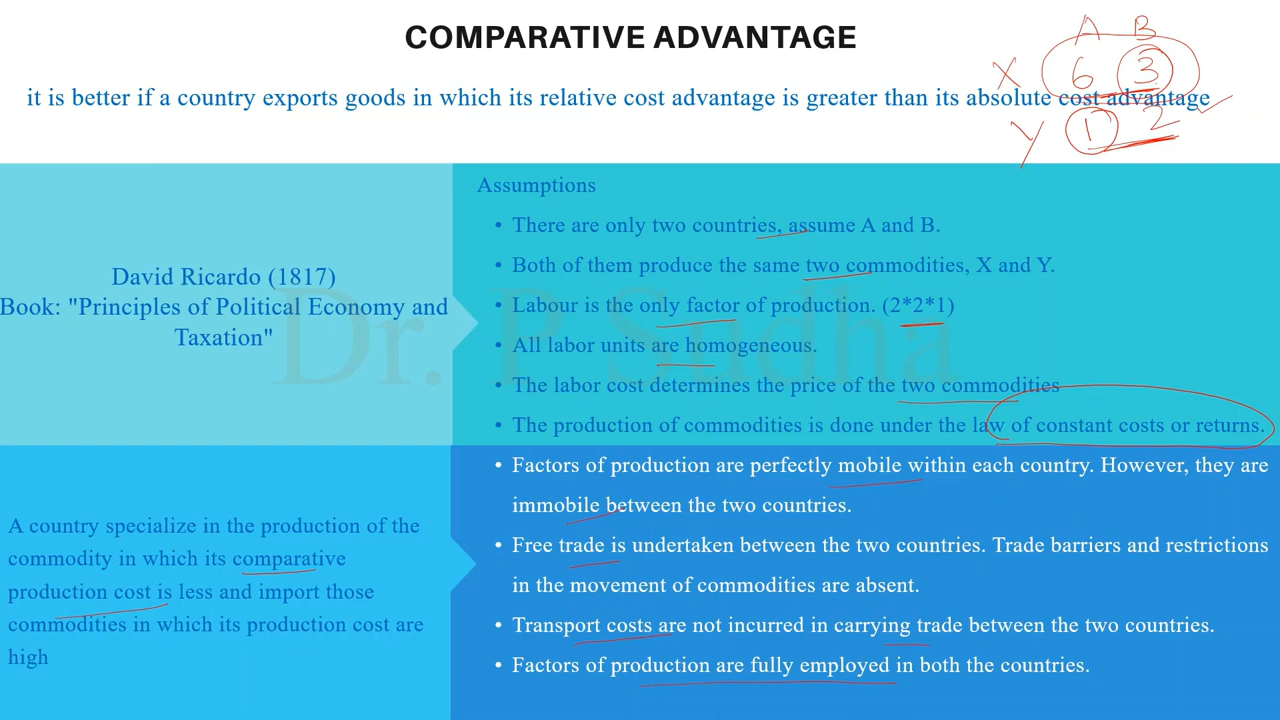 COMPARATIVE ADVANTAGE
A B
X 6 3
it is better if a country exports goods in which its relative cost advantage is greater than its absolute cost advantage
Y 1 2
David Ricardo (1817)
Book: "Principles of Political Economy and
Taxation"
Assumptions
• There are only two countries, assume A and B.
• Both of them produce the same two commodities, X and Y.
• Labour is the only factor of production. (2*2*1)
• All labor units are homogeneous.
• The labor cost determines the price of the two commodities
• The production of commodities is done under the law of constant costs or returns.
A country specialize in the production of the
commodity in which its comparative
production cost is less and import those
commodities in which its production cost are
high
• Factors of production are perfectly mobile within each country. However, they are
immobile between the two countries.
• Free trade is undertaken between the two countries. Trade barriers and restrictions
in the movement of commodities are absent.
• Transport costs are not incurred in carrying trade between the two countries.
• Factors of production are fully employed in both the countries.
Dr. P Sudha